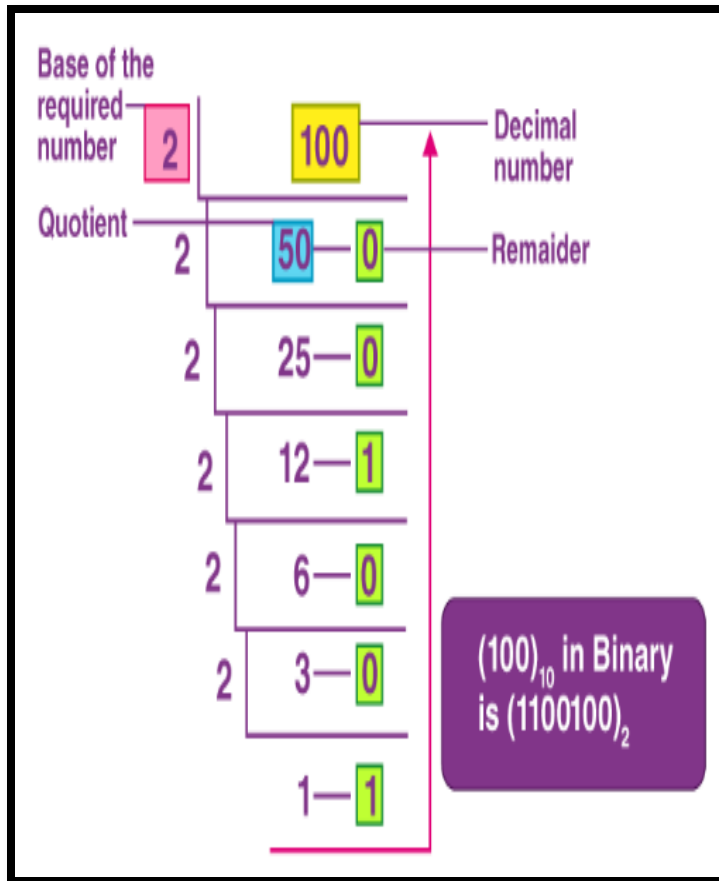 Base of the
required
number
2
100
Decimal
number
Quotient
2
50
0
Remaider
2
25
0
2
12
1
2
6
0
2
3
0
1
1
(100)₁₀ in Binary
is (1100100)₂